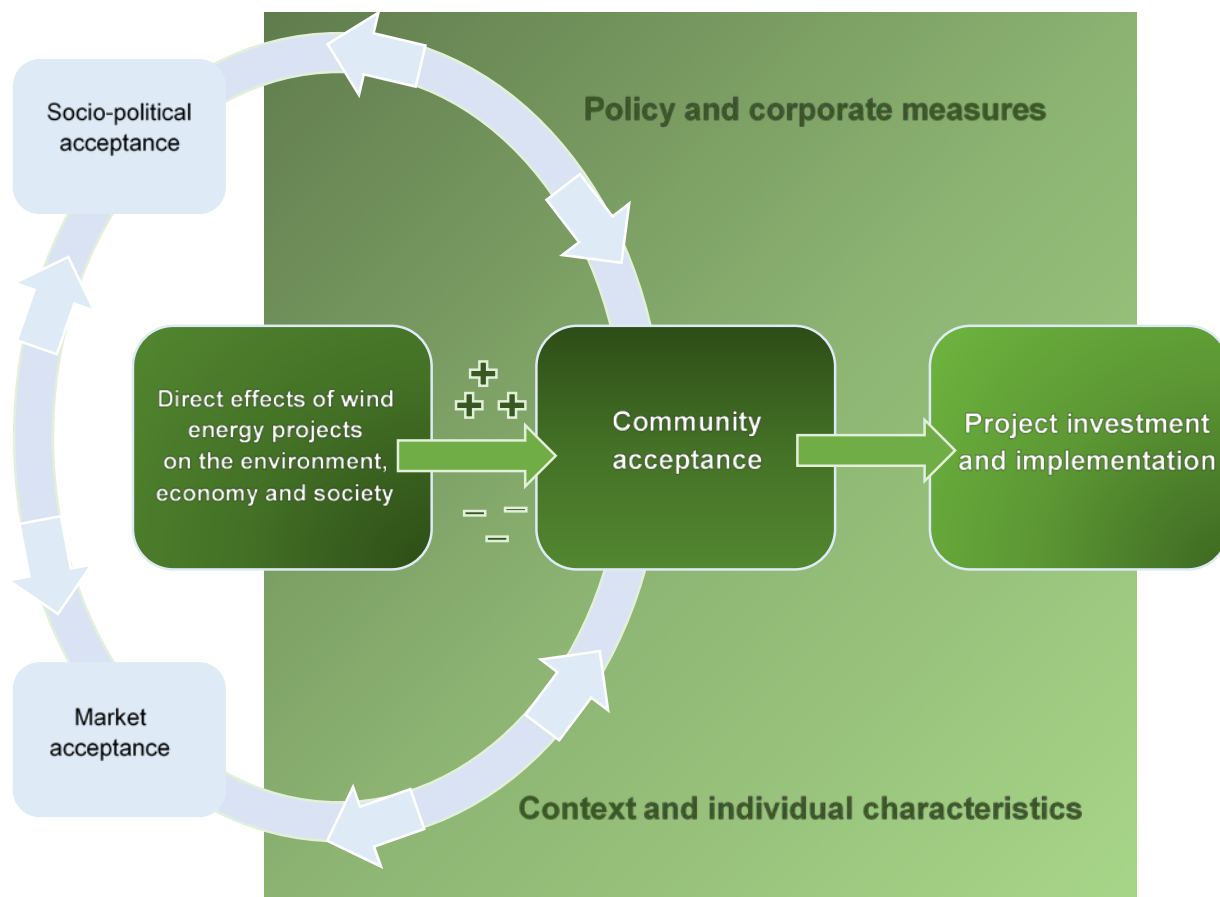 Socio-political
acceptance
Policy and corporate measures
Direct effects of wind
energy projects
on the environment,
economy and society
Community
acceptance
Project investment
and implementation
Market
acceptance
Context and individual characteristics